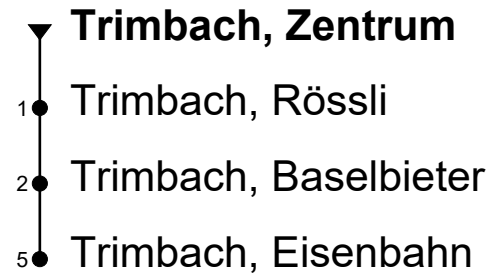 Trimbach, Zentrum
1 Trimbach, Rössli
2 Trimbach, Baselbieter
5 Trimbach, Eisenbahn